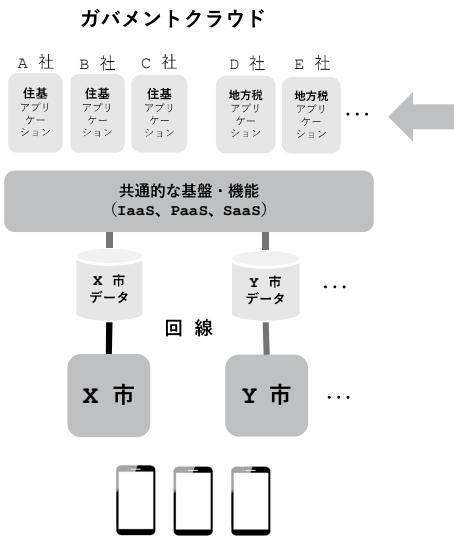 ガバメントクラウド
A 社 B 社 C 社 D 社 E 社
住基
アプリ
ケー
ション
住基
アプリ
ケー
ション
住基
アプリ
ケー
ション
地方税
アプリ
ケー
ション
地方税
アプリ
ケー
ション
...
共通的な基盤・機能
(IaaS、PaaS、SaaS)
X 市
データ
Y 市
データ
...
回 線
X 市
Y 市
...